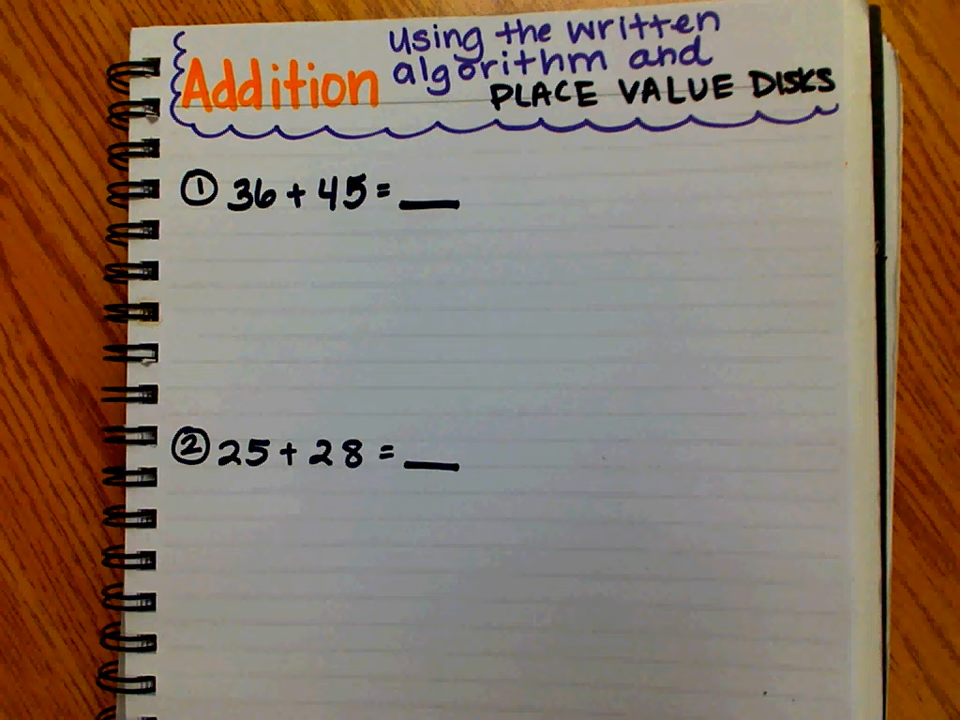 Addition using the written
algorithm and
PLACE VALUE DISKS
① 36 + 45 = ___
② 25 + 28 = ___